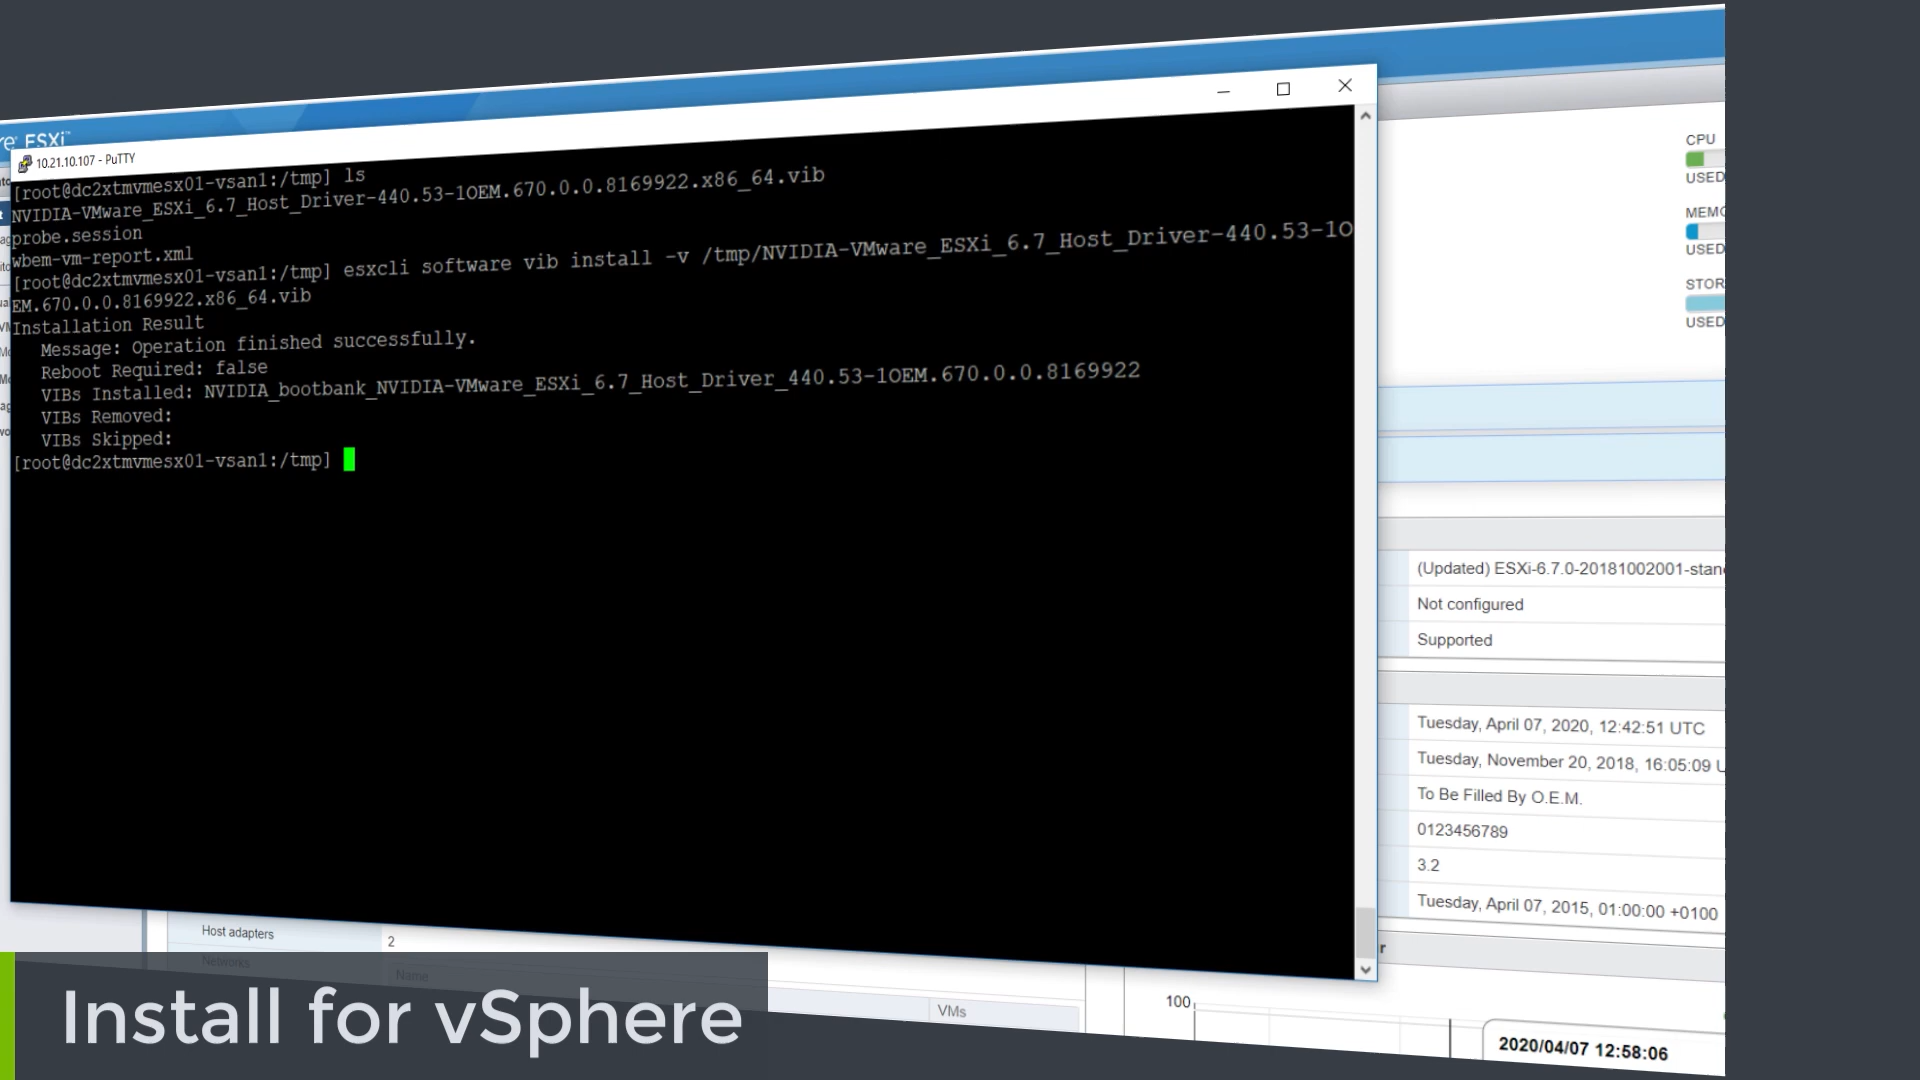 ESXi™
10.21.10.107 - PuTTY
[root@dc2xtmvmesx01-vsan1:/tmp] ls
NVIDIA-VMware_ESXi_6.7_Host_Driver-440.53-1OEM.670.0.0.8169922.x86_64.vib
probe.session
wbem-vm-report.xml
[root@dc2xtmvmesx01-vsan1:/tmp] esxcli software vib install -v /tmp/NVIDIA-VMware_ESXi_6.7_Host_Driver-440.53-1O
EM.670.0.0.8169922.x86_64.vib
Installation Result
Message: Operation finished successfully.
Reboot Required: false
VIBs Installed: NVIDIA_bootbank_NVIDIA-VMware_ESXi_6.7_Host_Driver_440.53-1OEM.670.0.0.8169922
VIBs Removed:
VIBs Skipped:
[root@dc2xtmvmesx01-vsan1:/tmp]
CPU
USED
MEMO
USED
STOR
USED
(Updated) ESXi-6.7.0-20181002001-stan
Not configured
Supported
Tuesday, April 07, 2020, 12:42:51 UTC
Tuesday, November 20, 2018, 16:05:09 U
To Be Filled By O.E.M.
0123456789
3.2
Tuesday, April 07, 2015, 01:00:00 +0100
Host adapters 2
Networks Name
VMs
100
2020/04/07 12:58:06
Install for vSphere